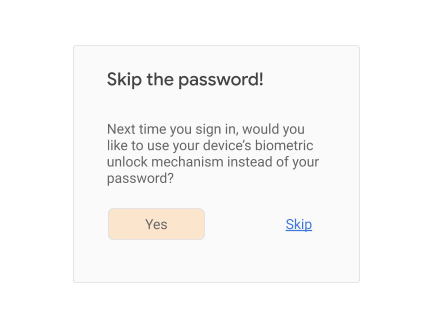 Skip the password!
Next time you sign in, would you
like to use your device's biometric
unlock mechanism instead of your
password?
Yes
Skip